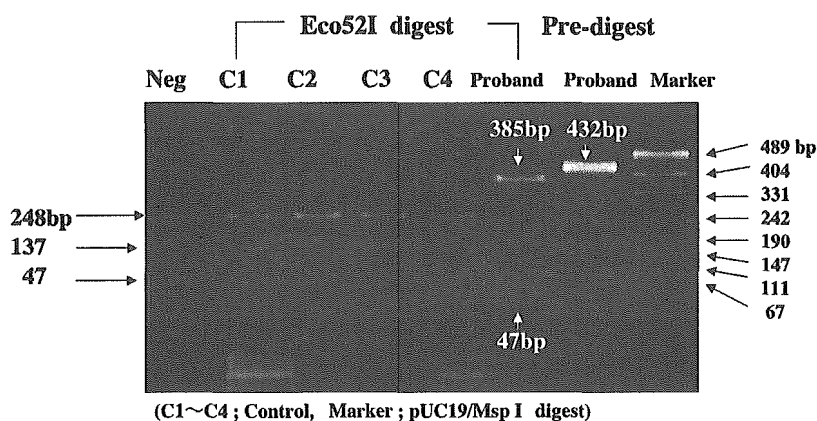 Eco52I digest Pre-digest
Neg C1 C2 C3 C4 Proband Proband Marker
385bp 432bp
489 bp
404
331
248bp
242
137
190
147
47
111
67
47bp
(C1~C4 ; Control, Marker ; pUC19/Msp I digest)